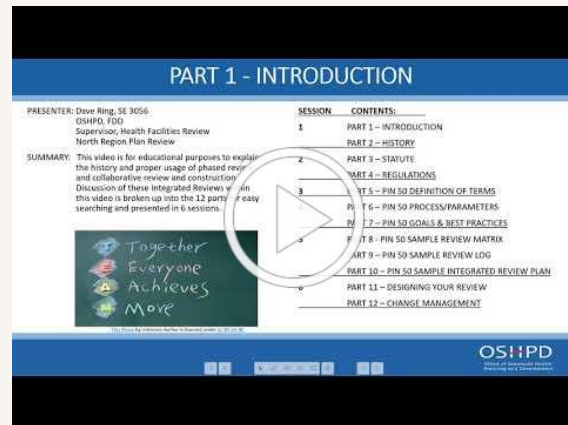 PART 1 - INTRODUCTION
PRESENTER: Dave Ring, SE 3056
OSHPD, FDD
Supervisor, Health Facilities Review
North Region Plan Review
SUMMARY: This video is for educational purposes to explain
the history and proper usage of phased
and collaborative review and construction
Discussion of these Integrated Reviews
this video is broken up into the 12 parts easy
searching and presented in 6 sessions.
Together
Everyone
Achieves
More
SESSION CONTENTS:
1 PART 1 – INTRODUCTION
PART 2 – HISTORY
2 PART 3 – STATUTE
PART 4 – REGULATIONS
3 PART 5 – PIN 50 DEFINITION OF TERMS
PART 6 – PIN 50 PROCESS/PARAMETERS
PART 7 – PIN 50 GOALS & BEST PRACTICES
PART 8 - PIN 50 SAMPLE REVIEW MATRIX
PART 9 – PIN 50 SAMPLE REVIEW LOG
PART 10 – PIN 50 SAMPLE INTEGRATED REVIEW PLAN
PART 11 – DESIGNING YOUR REVIEW
PART 12 – CHANGE MANAGEMENT
OSHPD